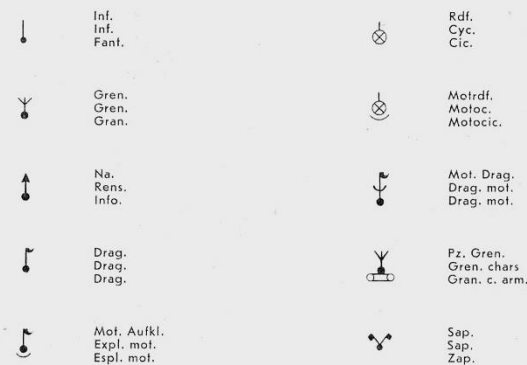 Inf.
Inf.
Fant.
Gren.
Gren.
Gran.
Na.
Rens.
Info.
Drag.
Drag.
Drag.
Mot. Aufkl.
Expl. mot.
Espl. mot.
Rdf.
Cyc.
Cic.
Motrdf.
Motoc.
Motocic.
Mot. Drag.
Drag. mot.
Drag. mot.
Pz. Gren.
Gren. chars
Gran. c. arm.
Sap.
Sap.
Zap.